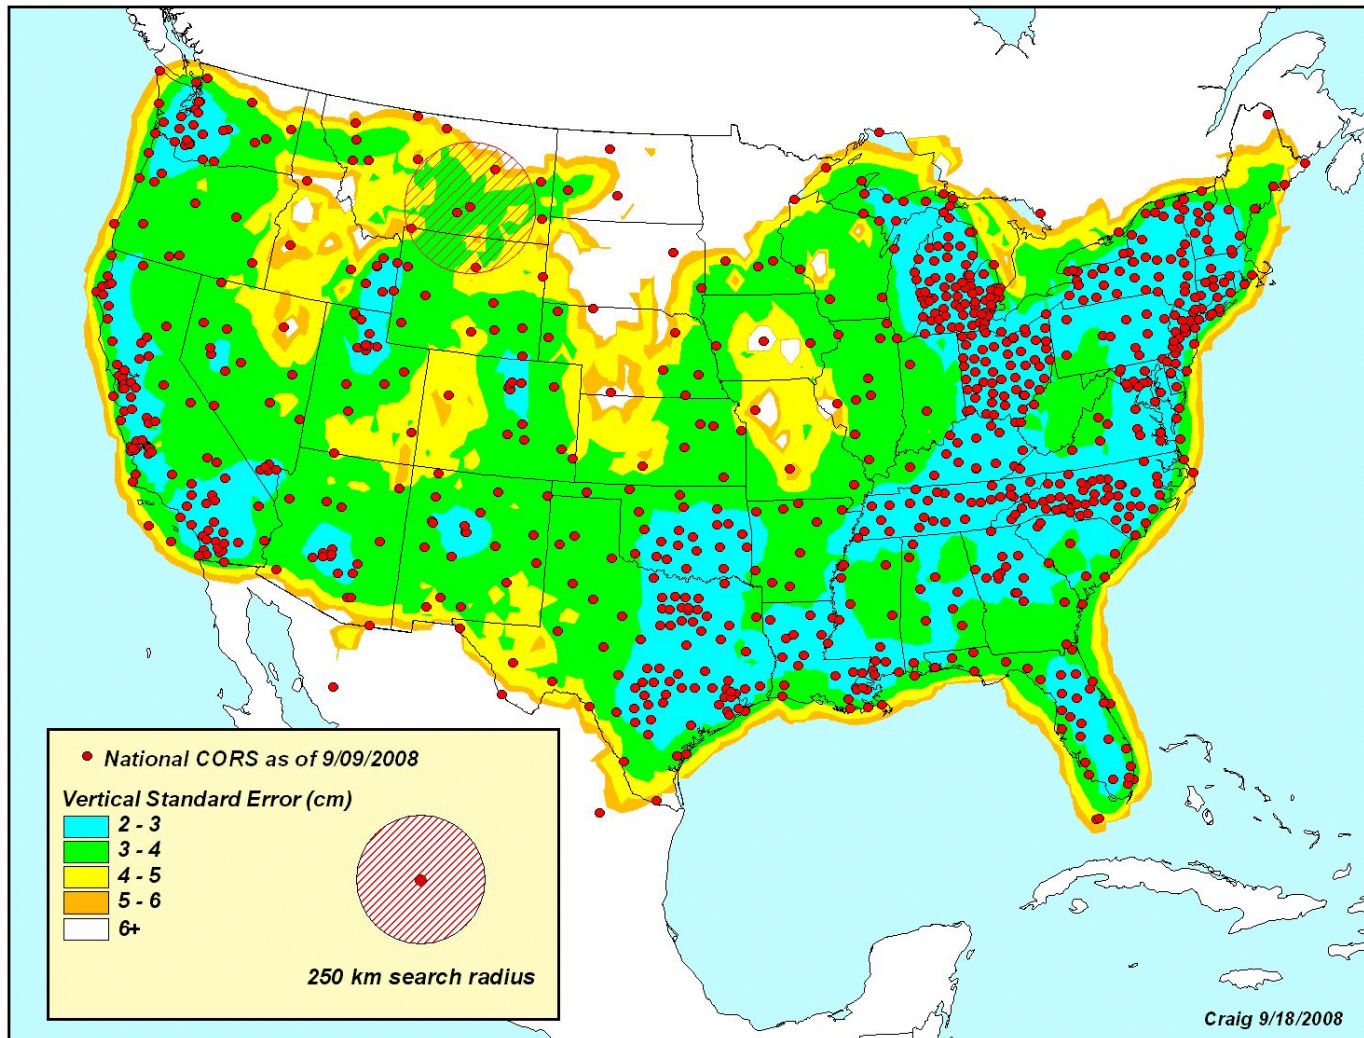 National CORS as of 9/09/2008
Vertical Standard Error (cm)
2 - 3
3 - 4
4 - 5
5 - 6
6+
250 km search radius
Craig 9/18/2008